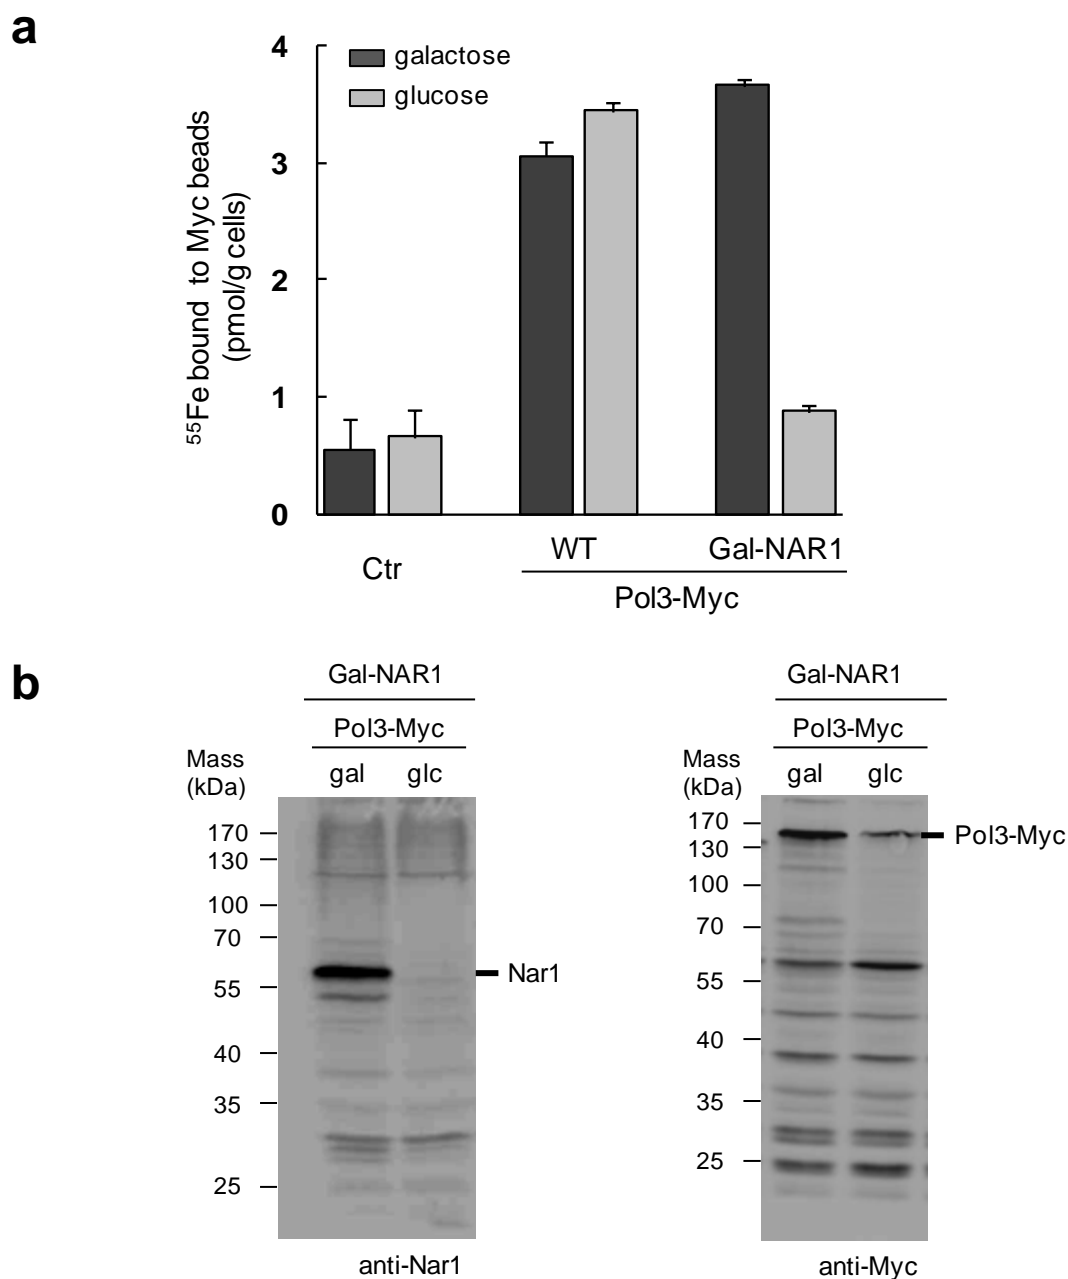 a
galactose
glucose
55Fe bound to Myc beads
(pmol/g cells)
4
3
2
1
0
Ctr
WT
Gal-NAR1
Pol3-Myc
b
Gal-NAR1
Pol3-Myc
Mass
(kDa)
gal
glc
170
130
100
70
55
40
35
25
Nar1
anti-Nar1
Gal-NAR1
Pol3-Myc
Mass
(kDa)
gal
glc
170
130
100
70
55
40
35
25
Pol3-Myc
anti-Myc